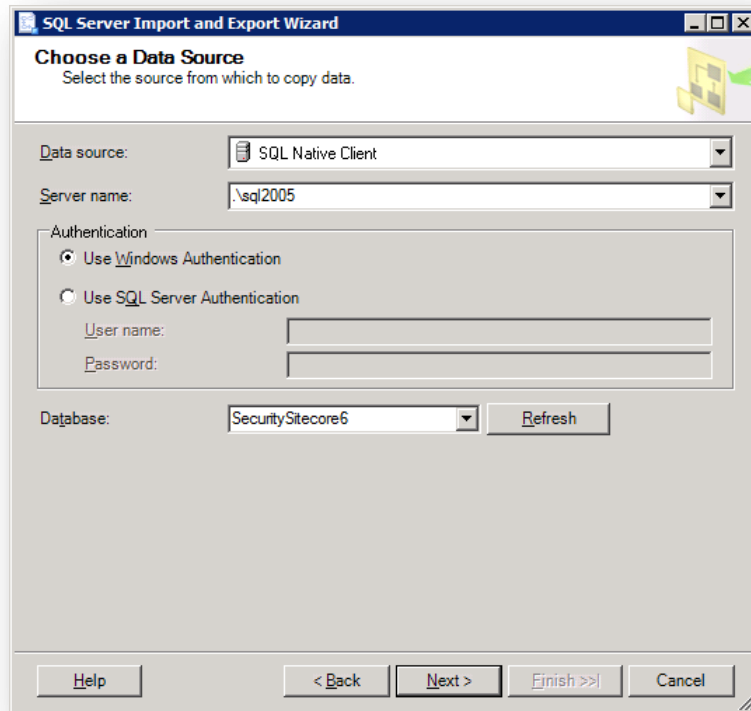 SQL Server Import and Export Wizard
Choose a Data Source
Select the source from which to copy data.
Data source: SQL Native Client
Server name: .\sql2005
Authentication
Use Windows Authentication
Use SQL Server Authentication
User name:
Password:
Database: SecuritySitecore6 Refresh
Help < Back Next > Finish >>| Cancel